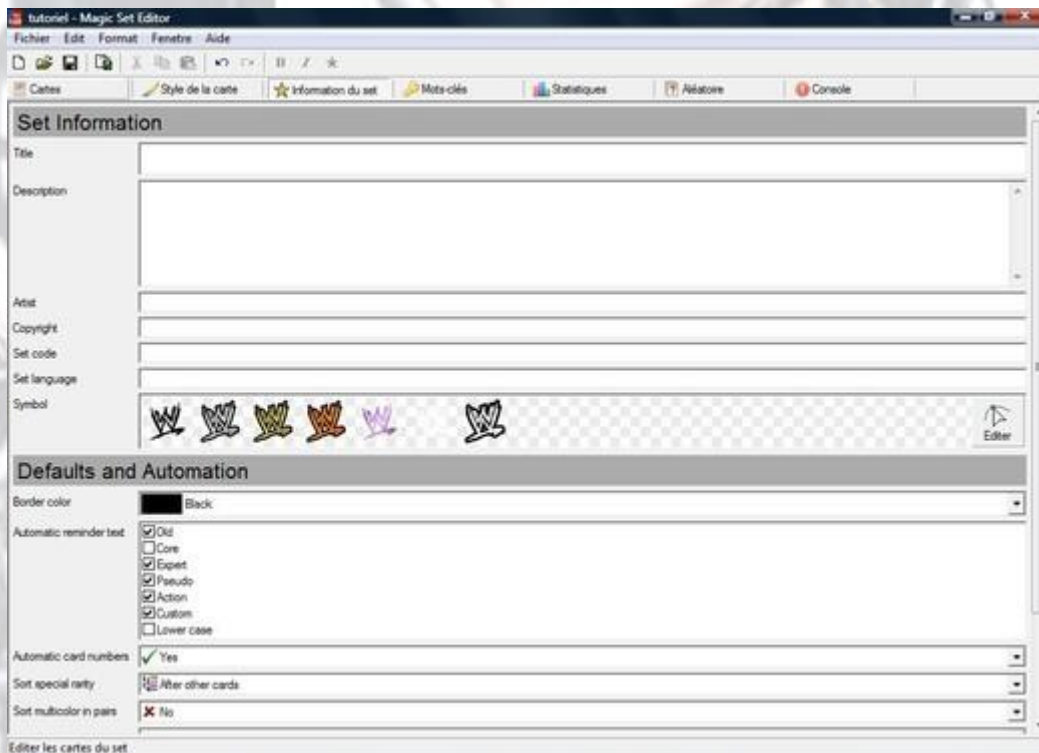 tutoriel - Magic Set Editor
Fichier Edit Format Fenetre Aide
Cartes Style de la carte Information du set Mots-clés Statistiques Aléatoire Console
Set Information
Title
Description
Artist
Copyright
Set code
Set language
Symbol
Editer
Defaults and Automation
Border color Black
Automatic reminder text Old
Core
Expert
Pseudo
Action
Custom
Lower case
Automatic card numbers Yes
Sort special rarity After other cards
Sort multicolor in pairs No
Editer les cartes du set